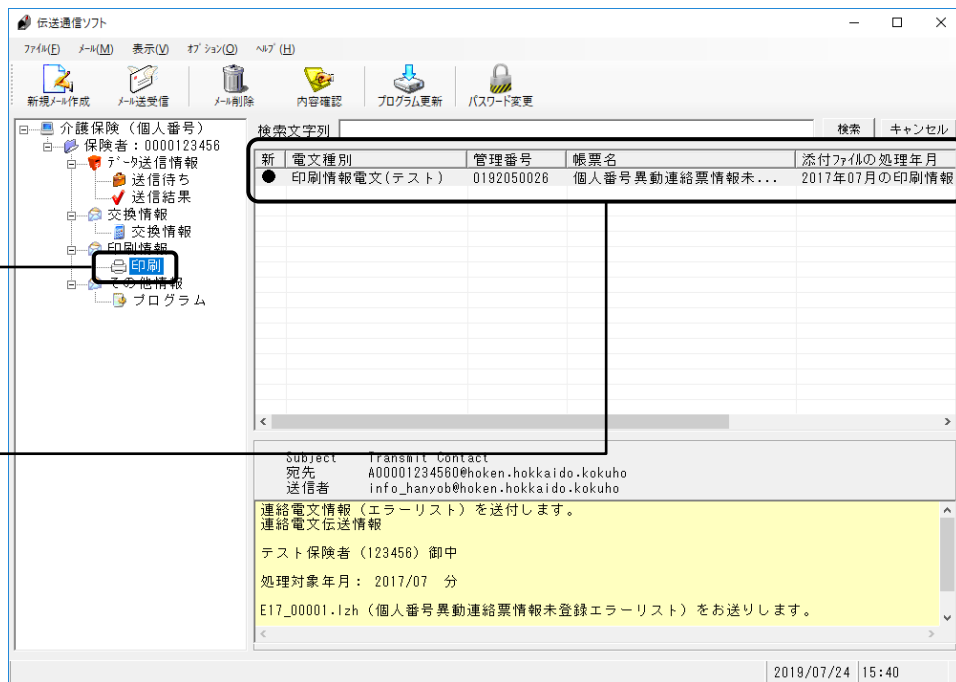 伝送通信ソフト
ファイル(F) メール(M) 表示(V) オプション(O) ヘルプ(H)
新規メール作成 メール送受信 メール削除 内容確認 プログラム更新 パスワード変更
介護保険（個人番号）
保険者：0000123456
データ送信情報
送信待ち
送信結果
交換情報
交換情報
印刷情報
印刷
その他情報
プログラム
検索文字列 検索 キャンセル
新 電文種別 管理番号 帳票名 添付ファイルの処理年月
● 印刷情報電文(テスト) 0192050026 個人番号異動連絡票情報未... 2017年07月の印刷情報
Subject Transmit Contact
宛先 A00001234560@hoken.hokkaido.kokuho
送信者 info_hanyob@hoken.hokkaido.kokuho
連絡電文情報（エラーリスト）を送付します。
連絡電文伝送情報
テスト保険者（123456）御中
処理対象年月： 2017/07 分
E17_00001.lzh（個人番号異動連絡票情報未登録エラーリスト）をお送りします。
2019/07/24 15:40